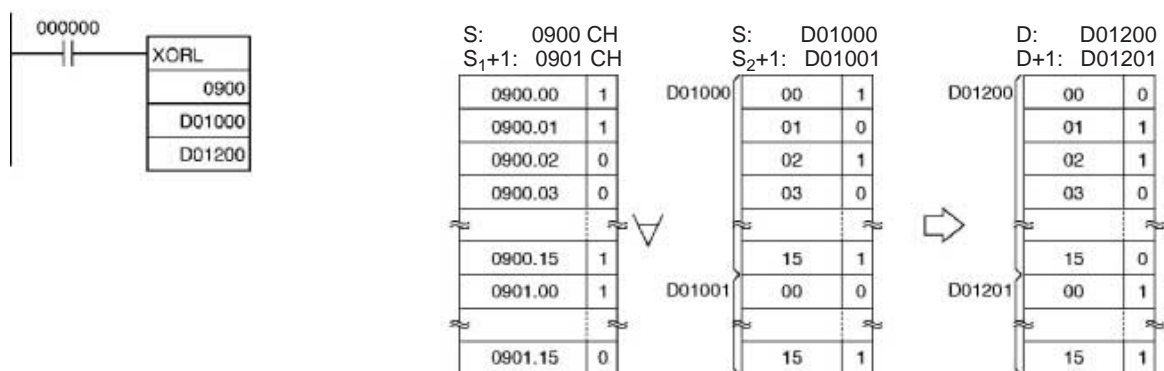 000000
XORL
0900
D01000
D01200
S: 0900 CH
S1+1: 0901 CH
0900.00 1
0900.01 1
0900.02 0
0900.03 0
0900.15 1
0901.00 1
0901.15 0
∀
S: D01000
S2+1: D01001
D01000 00 1
01 0
02 1
03 0
15 1
D01001 00 0
15 1
D: D01200
D+1: D01201
D01200 00 0
01 1
02 1
03 0
15 0
D01201 00 1
15 1